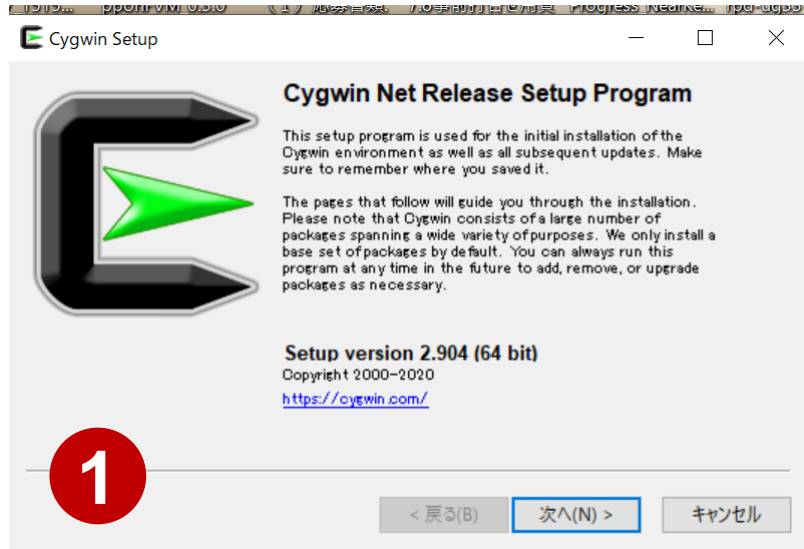 Cygwin Setup
Cygwin Net Release Setup Program
This setup program is used for the initial installation of the
Cygwin environment as well as all subsequent updates. Make
sure to remember where you saved it.
The pages that follow will guide you through the installation.
Please note that Cygwin consists of a large number of
packages spanning a wide variety of purposes. We only install a
base set of packages by default. You can always run this
program at any time in the future to add, remove, or upgrade
packages as necessary.
Setup version 2.904 (64 bit)
Copyright 2000-2020
https://cygwin.com/
1
< 戻る(B)
次へ(N) >
キャンセル